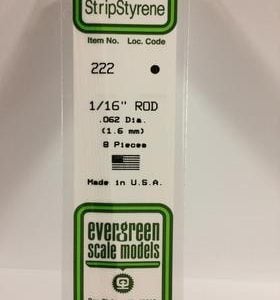 StripStyrene
Item No. Loc. Code
222
1/16" ROD
.062 Dia.
(1.6 mm)
8 Pieces
Made in U.S.A.
evergreen
scale models